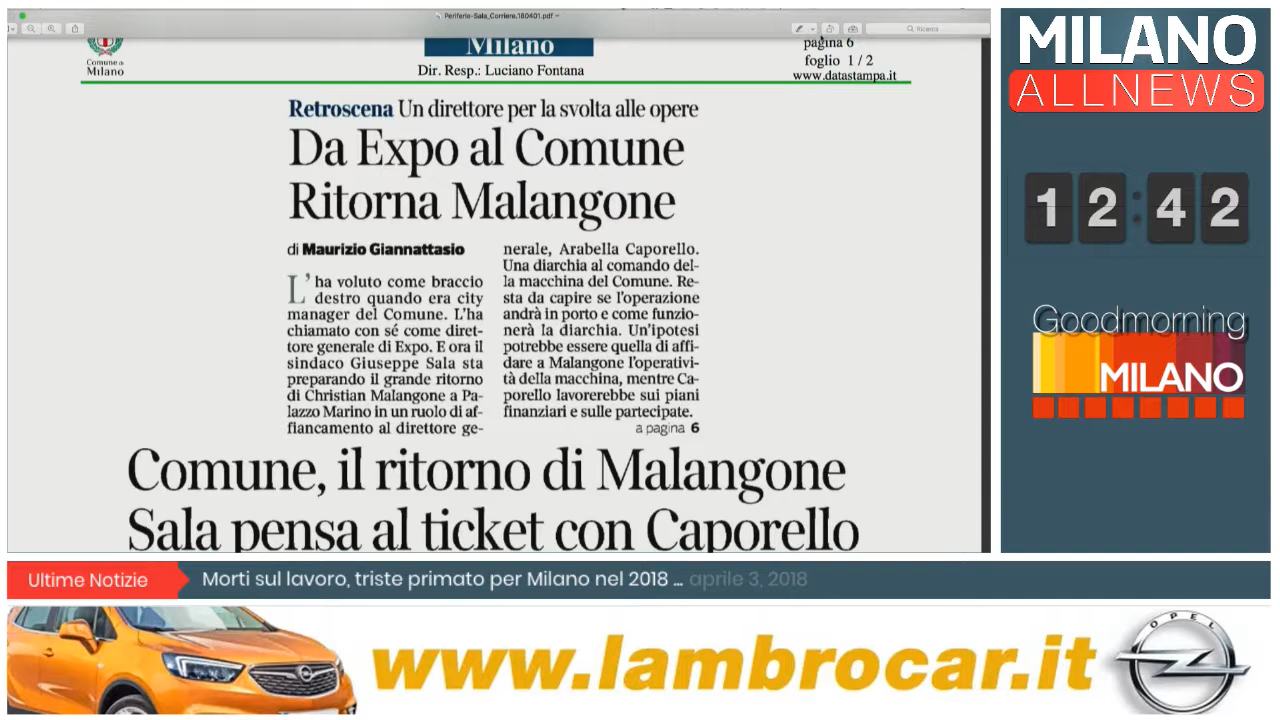 Periferie-Sala_Corriere.180401.pdf
Ricerca
Comune di
Milano
Milano
Dir. Resp.: Luciano Fontana
pagina 6
foglio 1 / 2
www.datastampa.it
Retroscena Un direttore per la svolta alle opere
Da Expo al Comune
Ritorna Malangone
di Maurizio Giannattasio
L'ha voluto come braccio
destro quando era city
manager del Comune. L'ha
chiamato con sé come diret-
tore generale di Expo. E ora il
sindaco Giuseppe Sala sta
preparando il grande ritorno
di Christian Malangone a Pa-
lazzo Marino in un ruolo di af-
fiancamento al direttore ge-
nerale, Arabella Caporello.
Una diarchia al comando del-
la macchina del Comune. Re-
sta da capire se l'operazione
andrà in porto e come funzio-
nerà la diarchia. Un'ipotesi
potrebbe essere quella di affi-
dare a Malangone l'operativi-
tà della macchina, mentre Ca-
porello lavorerebbe sui piani
finanziari e sulle partecipate.
a pagina 6
Comune, il ritorno di Malangone
Sala pensa al ticket con Caporello
MILANO
ALLNEWS
12:42
Goodmorning
MILANO
Ultime Notizie
Morti sul lavoro, triste primato per Milano nel 2018 ... aprile 3, 2018
www.lambrocar.it
OPEL